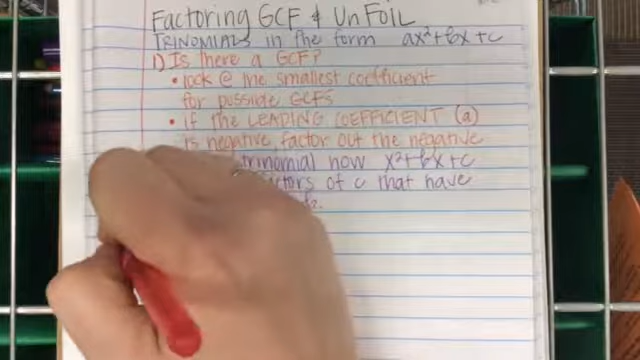 Factoring GCF & UnFOIL
TRINOMIALS in the form ax²+bx+c
1) Is there a GCF?
• look @ the smallest coefficient
for possible GCFs
• if the LEADING COEFFICIENT (a)
is negative, factor out the negative
trinomial now x²+bx+c
of c that have